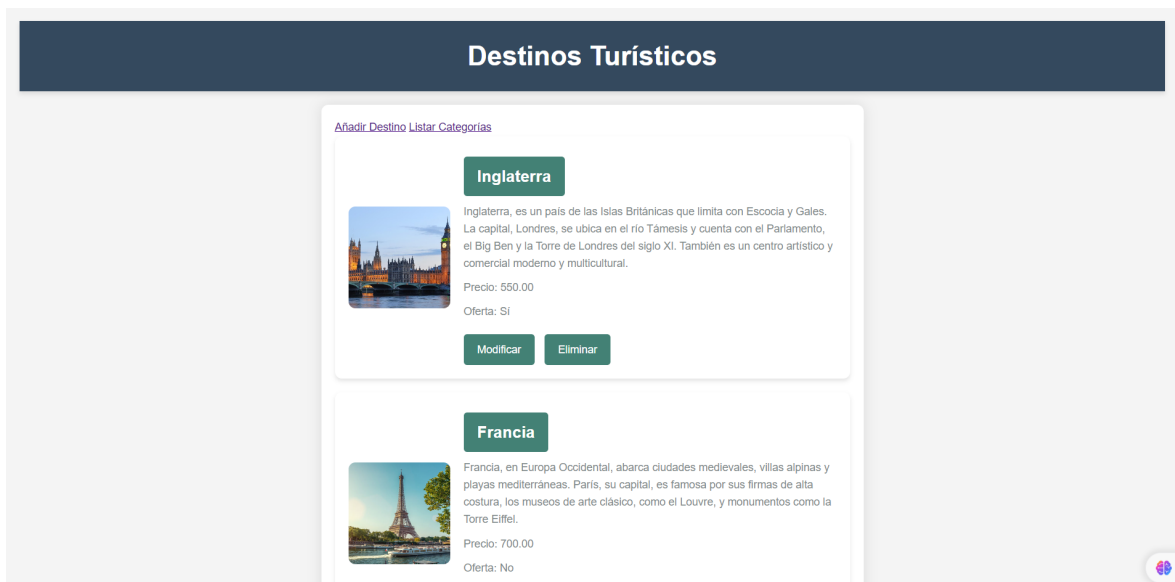 Destinos Turísticos
Añadir Destino Listar Categorías
Inglaterra
Inglaterra, es un país de las Islas Británicas que limita con Escocia y Gales.
La capital, Londres, se ubica en el río Támesis y cuenta con el Parlamento,
el Big Ben y la Torre de Londres del siglo XI. También es un centro artístico y
comercial moderno y multicultural.
Precio: 550.00
Oferta: Sí
Modificar Eliminar
Francia
Francia, en Europa Occidental, abarca ciudades medievales, villas alpinas y
playas mediterráneas. París, su capital, es famosa por sus firmas de alta
costura, los museos de arte clásico, como el Louvre, y monumentos como la
Torre Eiffel.
Precio: 700.00
Oferta: No